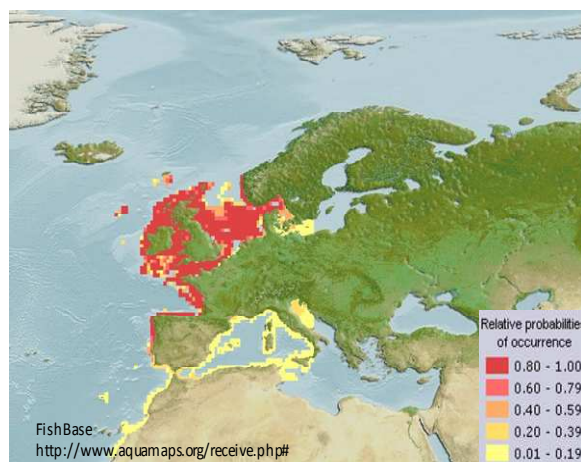 Relative probabilities
of occurrence
0.80 - 1.00
0.60 - 0.79
0.40 - 0.59
0.20 - 0.39
0.01 - 0.19
FishBase
http://www.aquamaps.org/receive.php#